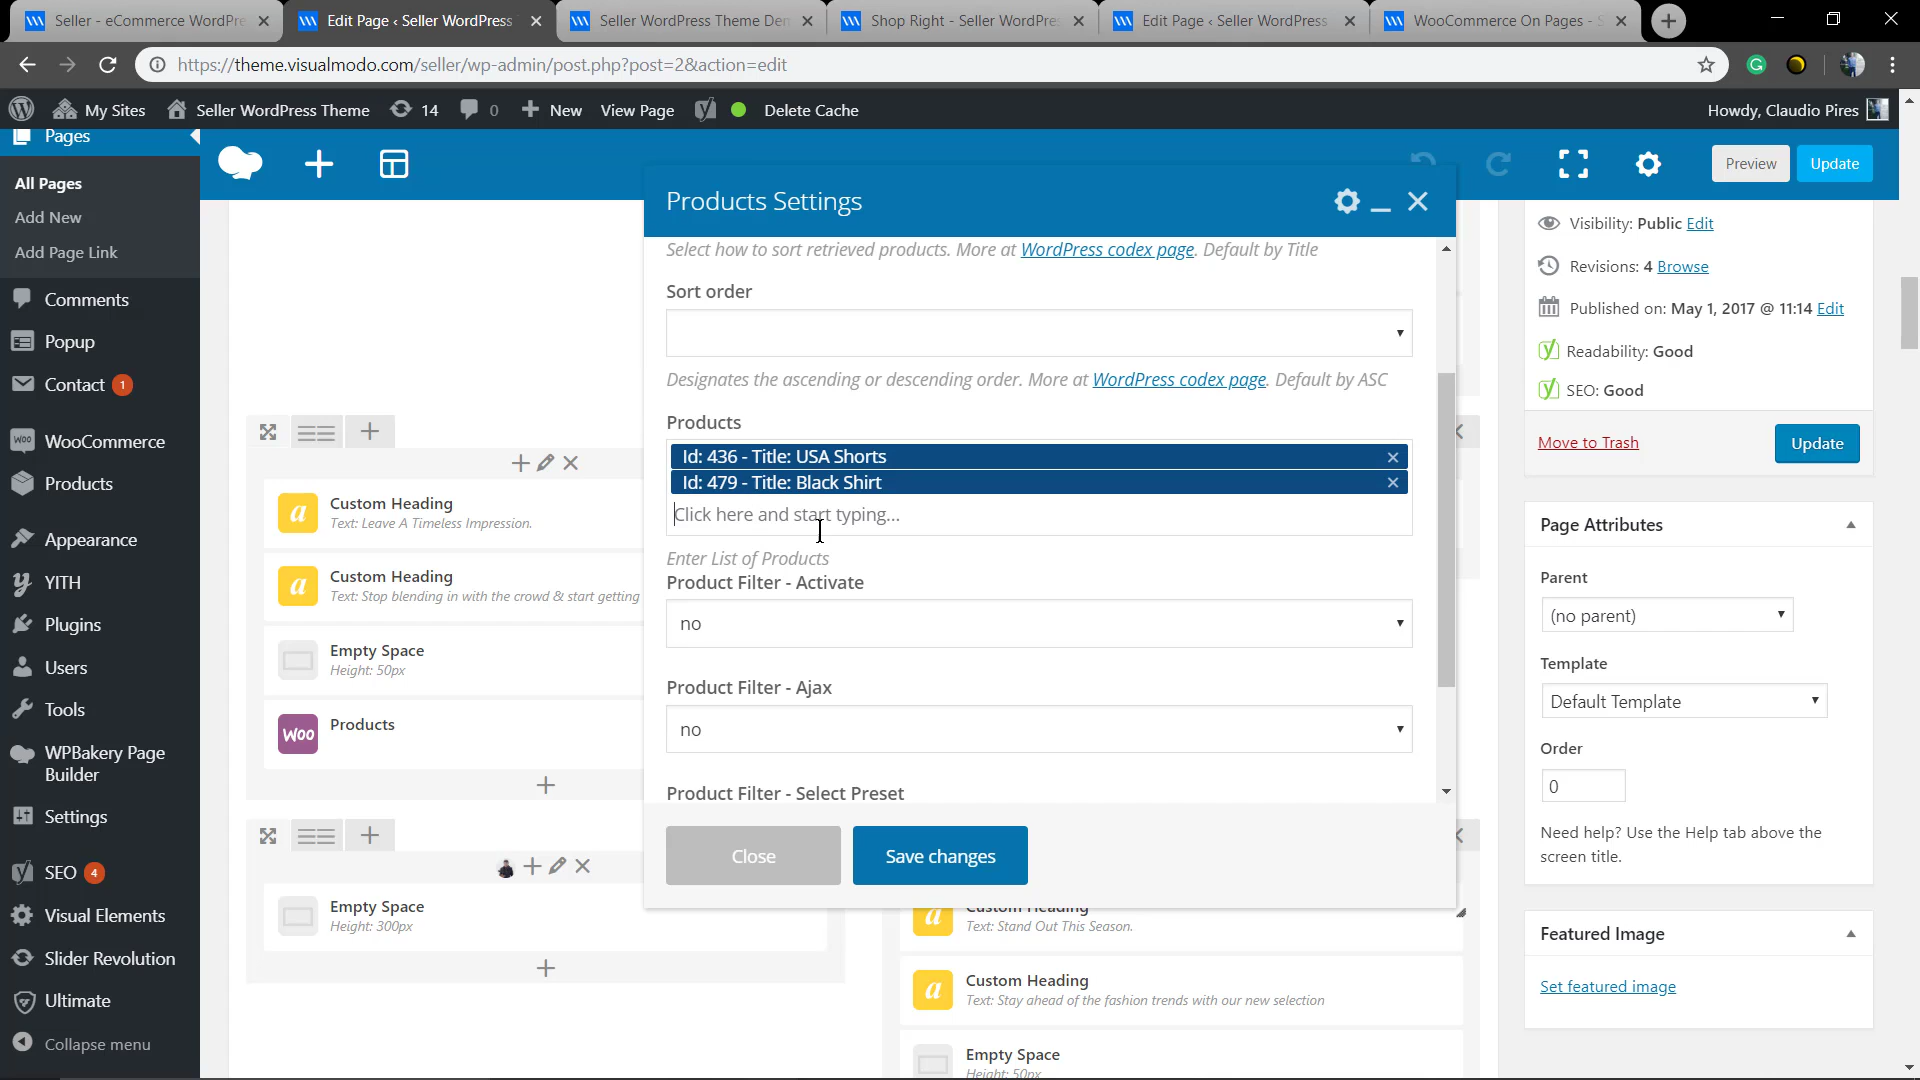 Seller - eCommerce WordPre
Edit Page ‹ Seller WordPress
Seller WordPress Theme Den
Shop Right - Seller WordPre
Edit Page ‹ Seller WordPress
WooCommerce On Pages - S
https://theme.visualmodo.com/seller/wp-admin/post.php?post=2&action=edit
My Sites
Seller WordPress Theme
14
0
New
View Page
Delete Cache
Howdy, Claudio Pires
Pages
All Pages
Add New
Add Page Link
Comments
Popup
Contact 1
WooCommerce
Products
Appearance
YITH
Plugins
Users
Tools
WPBakery Page
Builder
Settings
SEO 4
Visual Elements
Slider Revolution
Ultimate
Collapse menu
Preview
Update
Custom Heading
Text: Leave A Timeless Impression.
Custom Heading
Text: Stop blending in with the crowd & start getting
Empty Space
Height: 50px
Woo
Products
Empty Space
Height: 300px
Products Settings
Select how to sort retrieved products. More at WordPress codex page. Default by Title
Sort order
Designates the ascending or descending order. More at WordPress codex page. Default by ASC
Products
Id: 436 - Title: USA Shorts
Id: 479 - Title: Black Shirt
Click here and start typing...
Enter List of Products
Product Filter - Activate
no
Product Filter - Ajax
no
Product Filter - Select Preset
Close
Save changes
Custom Heading
Text: Stand Out This Season.
Custom Heading
Text: Stay ahead of the fashion trends with our new selection
Empty Space
Height: 50px
Visibility: Public Edit
Revisions: 4 Browse
Published on: May 1, 2017 @ 11:14 Edit
Readability: Good
SEO: Good
Move to Trash
Update
Page Attributes
Parent
(no parent)
Template
Default Template
Order
0
Need help? Use the Help tab above the
screen title.
Featured Image
Set featured image